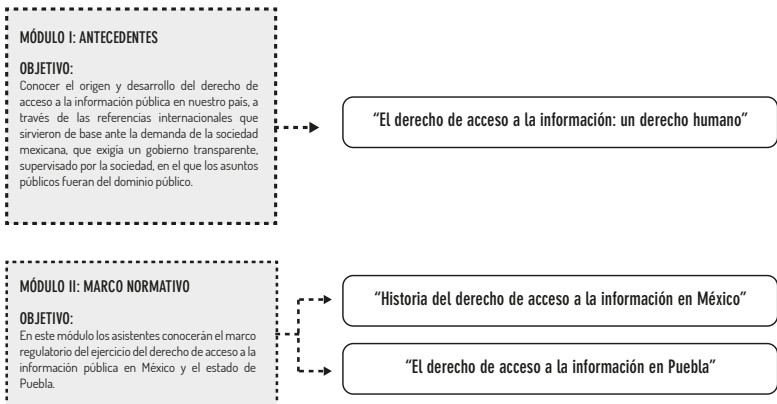 MÓDULO I: ANTECEDENTES
OBJETIVO:
Conocer el origen y desarrollo del derecho de
acceso a la información pública en nuestro país, a
través de las referencias internacionales que
sirvieron de base ante la demanda de la sociedad
mexicana, que exigía un gobierno transparente,
supervisado por la sociedad, en el que los asuntos
públicos fueran del dominio público.
“El derecho de acceso a la información: un derecho humano”
MÓDULO II: MARCO NORMATIVO
OBJETIVO:
En este módulo los asistentes conocerán el marco
regulatorio del ejercicio del derecho de acceso a la
información pública en México y el estado de
Puebla.
“Historia del derecho de acceso a la información en México”
“El derecho de acceso a la información en Puebla”